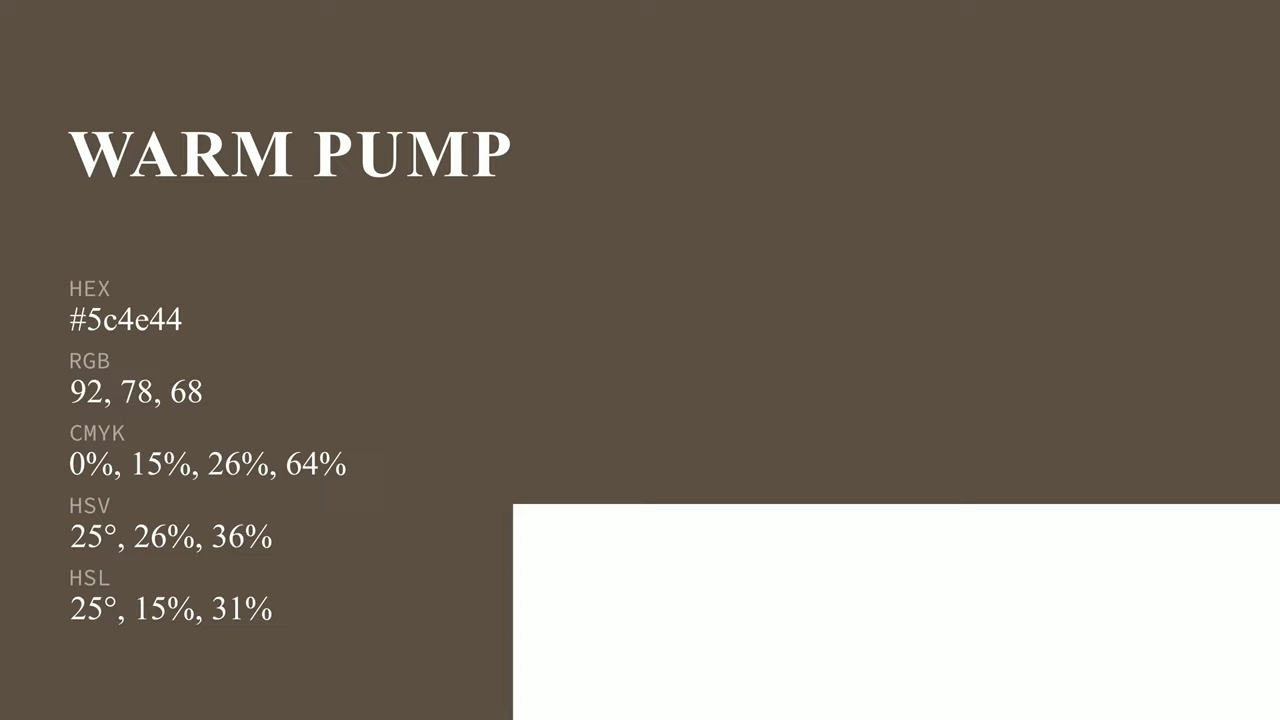 WARM PUMP
HEX
#5c4e44
RGB
92, 78, 68
CMYK
0%, 15%, 26%, 64%
HSV
25°, 26%, 36%
HSL
25°, 15%, 31%